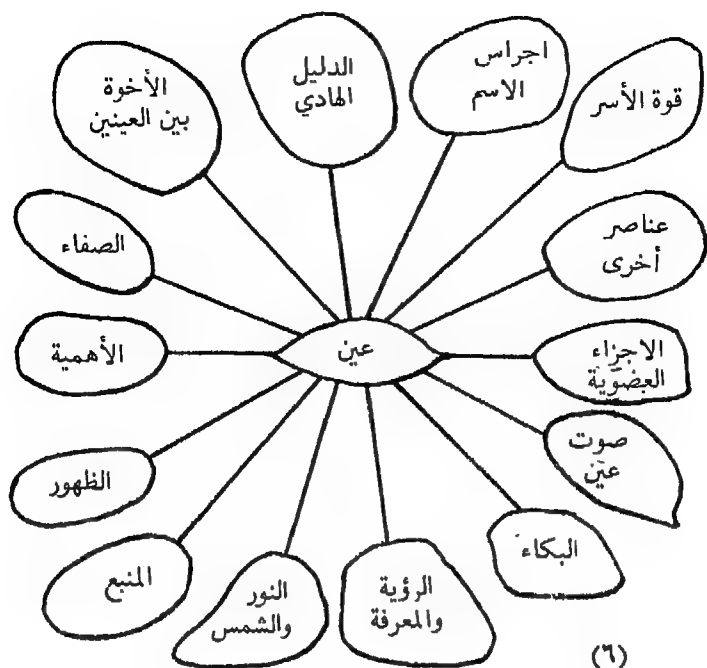 اجراس
الاسم
الدليل
الهادي
الأخوة
بين العينين
قوة الأسر
عناصر
أخرى
الصفاء
عين
الأهمية
الاجزاء
العضوية
صوت
عين
الظهور
البكاء
المنبع
النور
والشمس
الرؤية
والمعرفة
(٦)